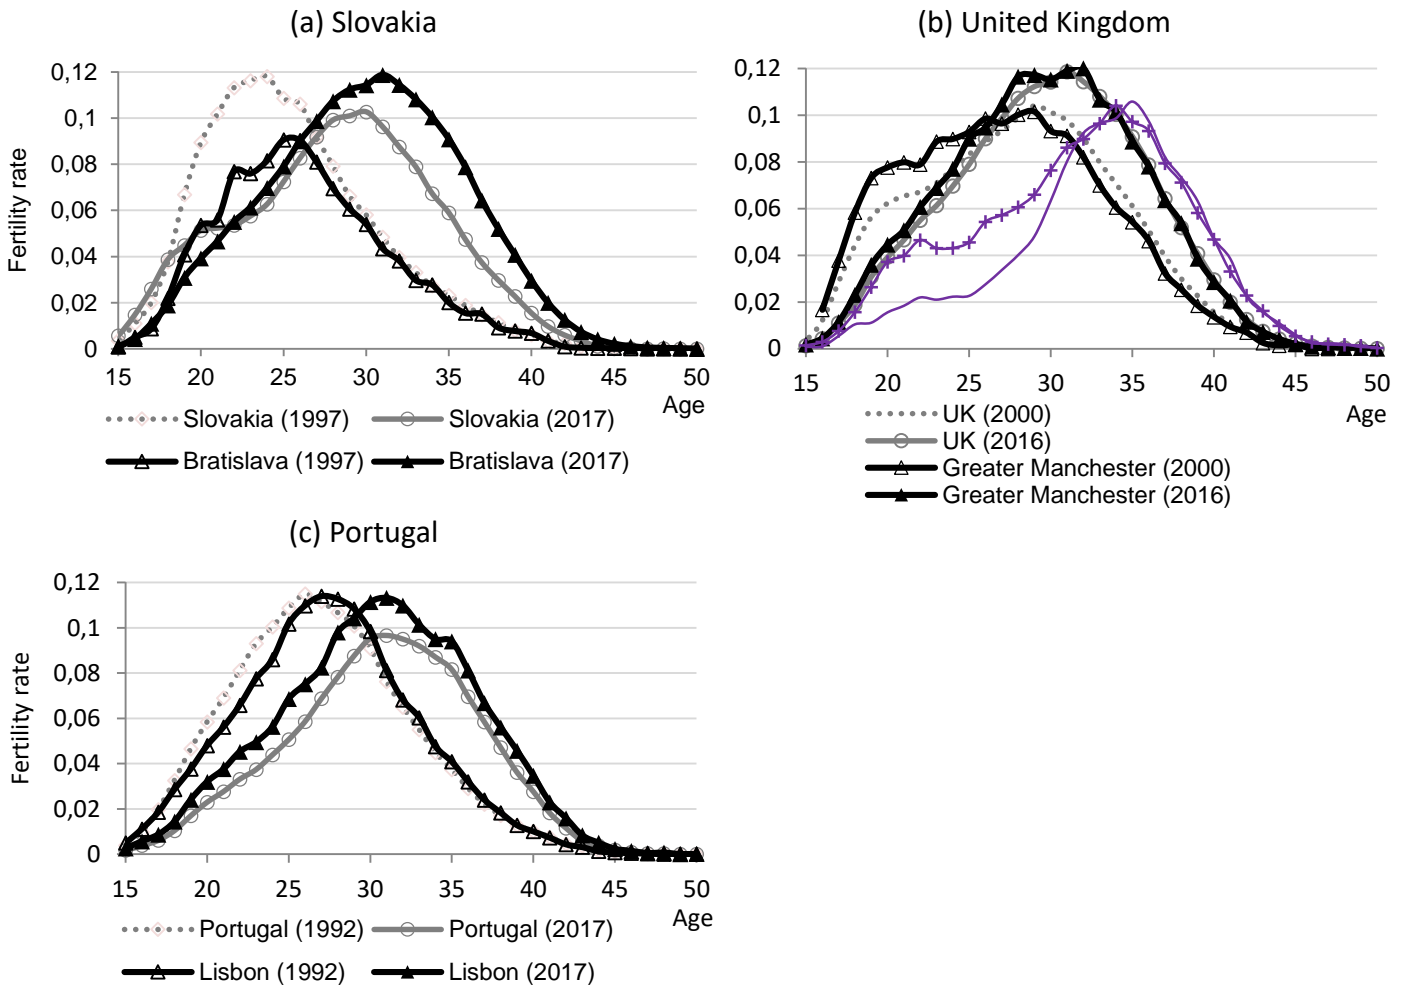 (a) Slovakia
(b) United Kingdom
0,12
0,1
0,08
0,06
0,04
0,02
0
Fertility rate
15 20 25 30 35 40 45 50
Age
Slovakia (1997) Slovakia (2017)
Bratislava (1997) Bratislava (2017)
0,12
0,1
0,08
0,06
0,04
0,02
0
15 20 25 30 35 40 45 50
Age
UK (2000)
UK (2016)
Greater Manchester (2000)
Greater Manchester (2016)
(c) Portugal
0,12
0,1
0,08
0,06
0,04
0,02
0
Fertility rate
15 20 25 30 35 40 45 50
Age
Portugal (1992) Portugal (2017)
Lisbon (1992) Lisbon (2017)